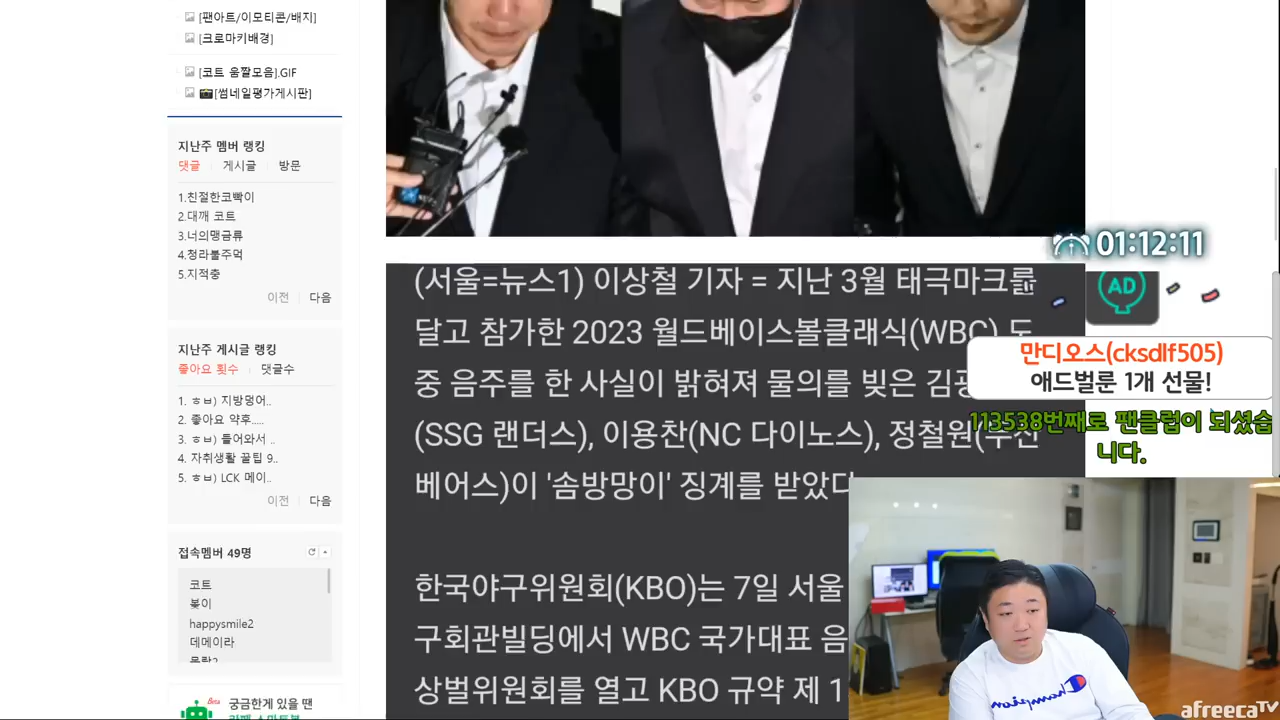 [팬아트/이모티콘/배지]
[크로마키배경]
[코트 움짤모음].GIF
[썸네일평가게시판]
지난주 멤버 랭킹
댓글 게시글 방문
1.친절한코빡이
2.대깨 코트
3.너의맹금류
4.청라불주먹
5.지적충
이전 다음
지난주 게시글 랭킹
좋아요 횟수 댓글수
1. ㅎㅂ) 지방덩어..
2. 좋아요 약후.....
3. ㅎㅂ) 들어와서 ..
4. 자취생활 꿀팁 9..
5. ㅎㅂ) LCK 메이..
이전 다음
접속멤버 49명
코트
봋이
happysmile2
데메이라
Beta 궁금한게 있을 땐
(서울=뉴스1) 이상철 기자 = 지난 3월 태극마크를
달고 참가한 2023 월드베이스볼클래식(WBC) 도
중 음주를 한 사실이 밝혀져 물의를 빚은
(SSG 랜더스), 이용찬(NC 다이노스), 정철원(두산
베어스)이 '솜방망이' 징계를 받았다
한국야구위원회(KBO)는 7일 서울
구회관빌딩에서 WBC 국가대표 음
상벌위원회를 열고 KBO 규약 제 1
01:12:11
AD
만디오스(cksdlf505)
애드벌룬 1개 선물!
113538번째로 팬클럽이 되셨습
니다.
Champion
afreecaTV